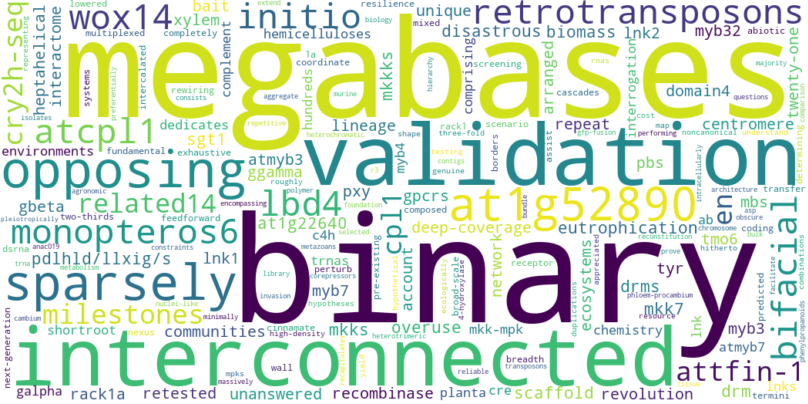 cry2h-seq
lowered
heptahelical
interactome
wox14
multiplexed
completely
xylem
bait
initio
unique
retrotransposons
hemicelluloses
disastrous
biomass
lnk2
myb32
extend
resilience
mixed
biology
abiotic
representing
megabases
preferentially
intercalated
complement
hundreds
la
coordinate
mkkks
comprising
screening
arranged
interrogation
domain4
cascades
rnas
twenty-one
hierarchy
majority
questions
systems
isolates
rewiring
consists
aggregate
murine
atcpl1
dedicates
lineage
sgt1
repetitive
heterochromatic
shape
rack1
three-fold
scenario
repeat
centromere
cost
map
noncanonical
understand
performing
gfp-fusion
environments
fundamental
exhaustive
validation
opposing
atmyb3
ggamma
myb4
testing
contigs
genuine
borders
assist
pbs
architecture
transfer
related14
gbeta
two-thirds
feedforward
lbd4
pxy
cpl1
gpcrs
composed
at1g52890
bundle
en
mbs
bifacial
agronomic
polymer
roughly
encompassing
foundation
selected
monopteros6
at1g22640
deep-coverage
eutrophication
ab
chromosome
coding
asp
obscure
tmo6
bulk
reconstitution
constraints
anac019
c4h
metazoans
pre-existing
account
network
receptor
ecosystems
appreciated
hitherto
prove
facilitate
dsrna
trna
metabolism
pdlhld/llxig/s
lnk1
trnas
perturb
corepressors
hypothetical
ecologically
broad-scale
4-hydroxylase
tyr
phloem-procambium
duplications
predicted
phenylpropanoids
combinations
sparsely
binary
library
invasion
hypotheses
myb7
drms
mkk7
resource
milestones
cambium
shortroot
nexus
nuclei-like
minimally
communities
cinnamate
high-density
heterotrimeric
mkks
overuse
mkk-mpk
chemistry
lnk
myb3
atmyb7
next-generation
interconnected
mpks
massively
wall
recapitulates
yield
reliable
breadth
transposons
attfin-1
galpha
rack1a
retested
recombinase
unanswered
planta
cre
scaffold
revolution
drm
lnks
termini